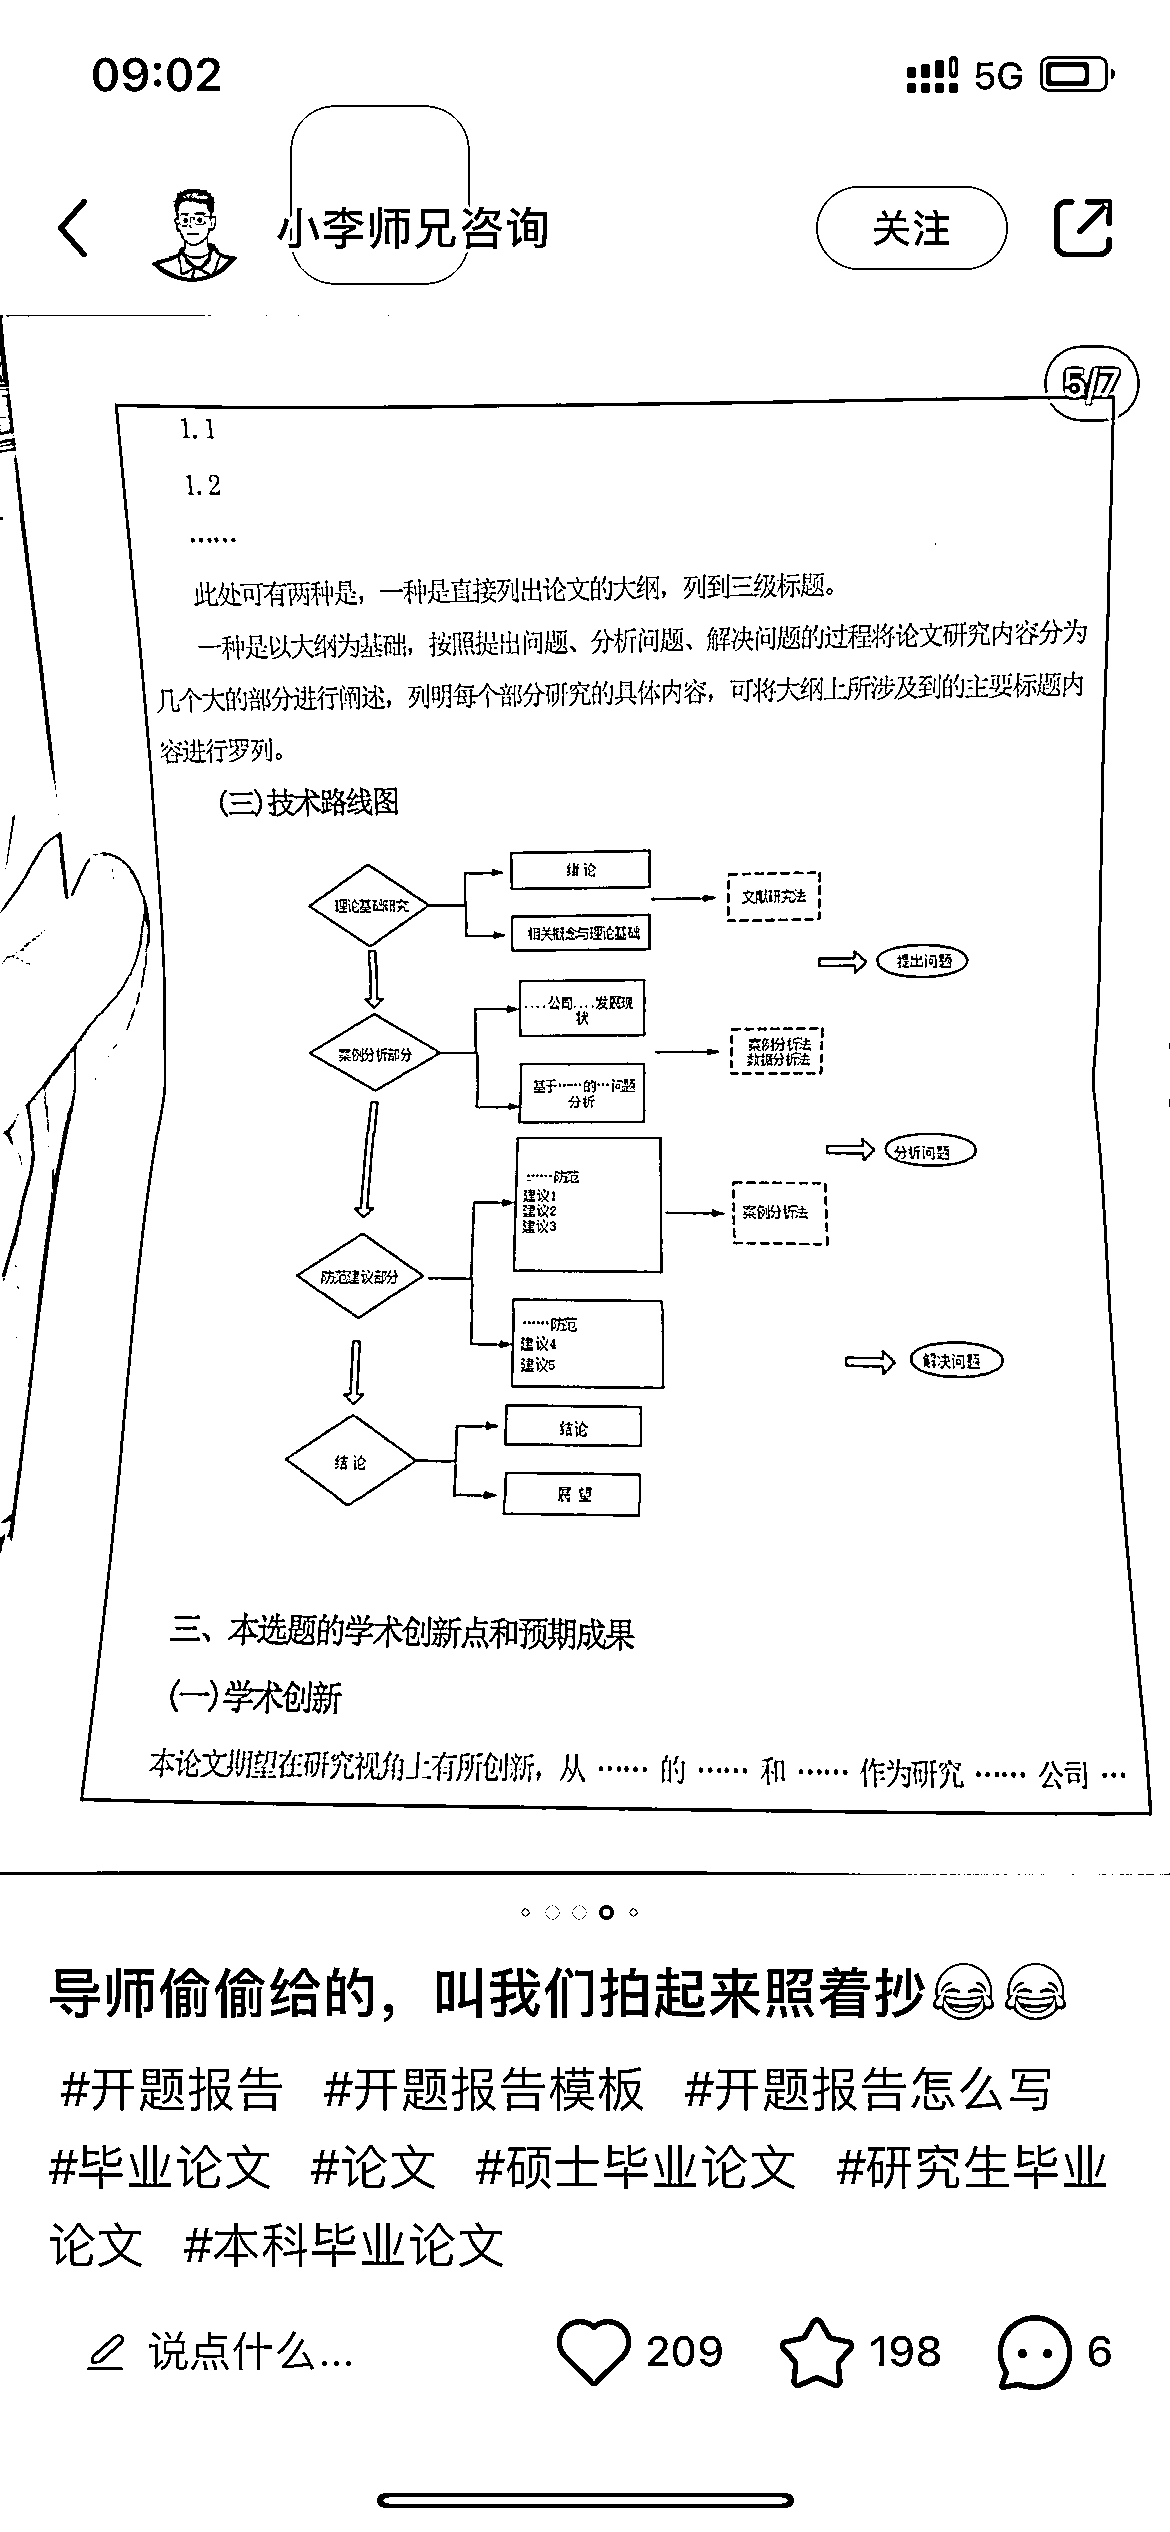 09:02
5G
小李师兄咨询
关注
5/7
1.1
1.2
……
此处可有两种是，一种是直接列出论文的大纲，列到三级标题。
一种是以大纲为基础，按照提出问题、分析问题、解决问题的过程将论文研究内容分为
几个大的部分进行阐述，列明每个部分研究的具体内容，可将大纲上所涉及到的主要标题内
容进行罗列。
(三)技术路线图
绪 论
理论基础研究
文献研究法
相关概念与理论基础
提出问题
....公司....发展现
状
案例分析部分
案例分析法
数据分析法
基于……的…问题
分析
分析问题
……防范
建议1
建议2
建议3
案例分析法
防范建议部分
……防范
建议4
建议5
解决问题
结论
结 论
展 望
三、本选题的学术创新点和预期成果
(一)学术创新
本论文期望在研究视角上有所创新，从 …… 的 …… 和 …… 作为研究 …… 公司 …
导师偷偷给的，叫我们拍起来照着抄😂😂
#开题报告 #开题报告模板 #开题报告怎么写
#毕业论文 #论文 #硕士毕业论文 #研究生毕业
论文 #本科毕业论文
说点什么...
209
198
6